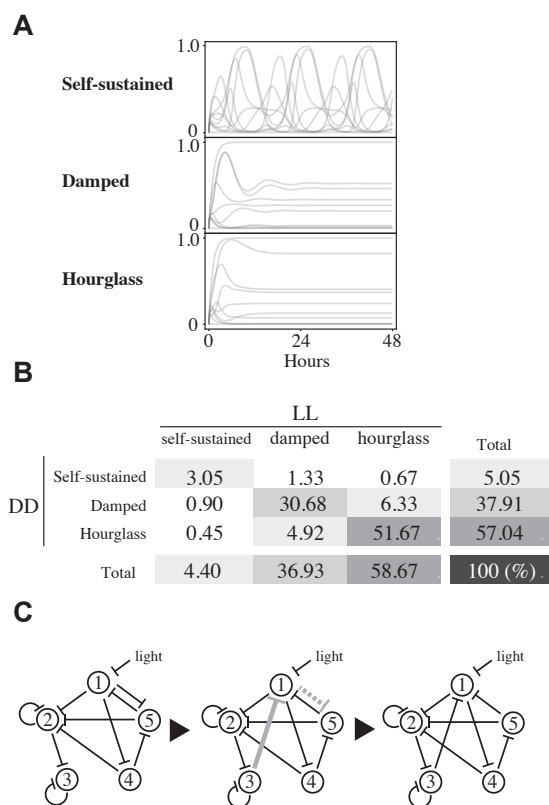 A
Self-sustained
1.0
0
Damped
1.0
0
Hourglass
1.0
0
0 24 48
Hours
B
LL
self-sustained damped hourglass Total
DD
Self-sustained 3.05 1.33 0.67 5.05
Damped 0.90 30.68 6.33 37.91
Hourglass 0.45 4.92 51.67 57.04
Total 4.40 36.93 58.67 100 (%)
C
light light light
1 1 1
2 5 2 5 2 5
3 4 3 4 3 4